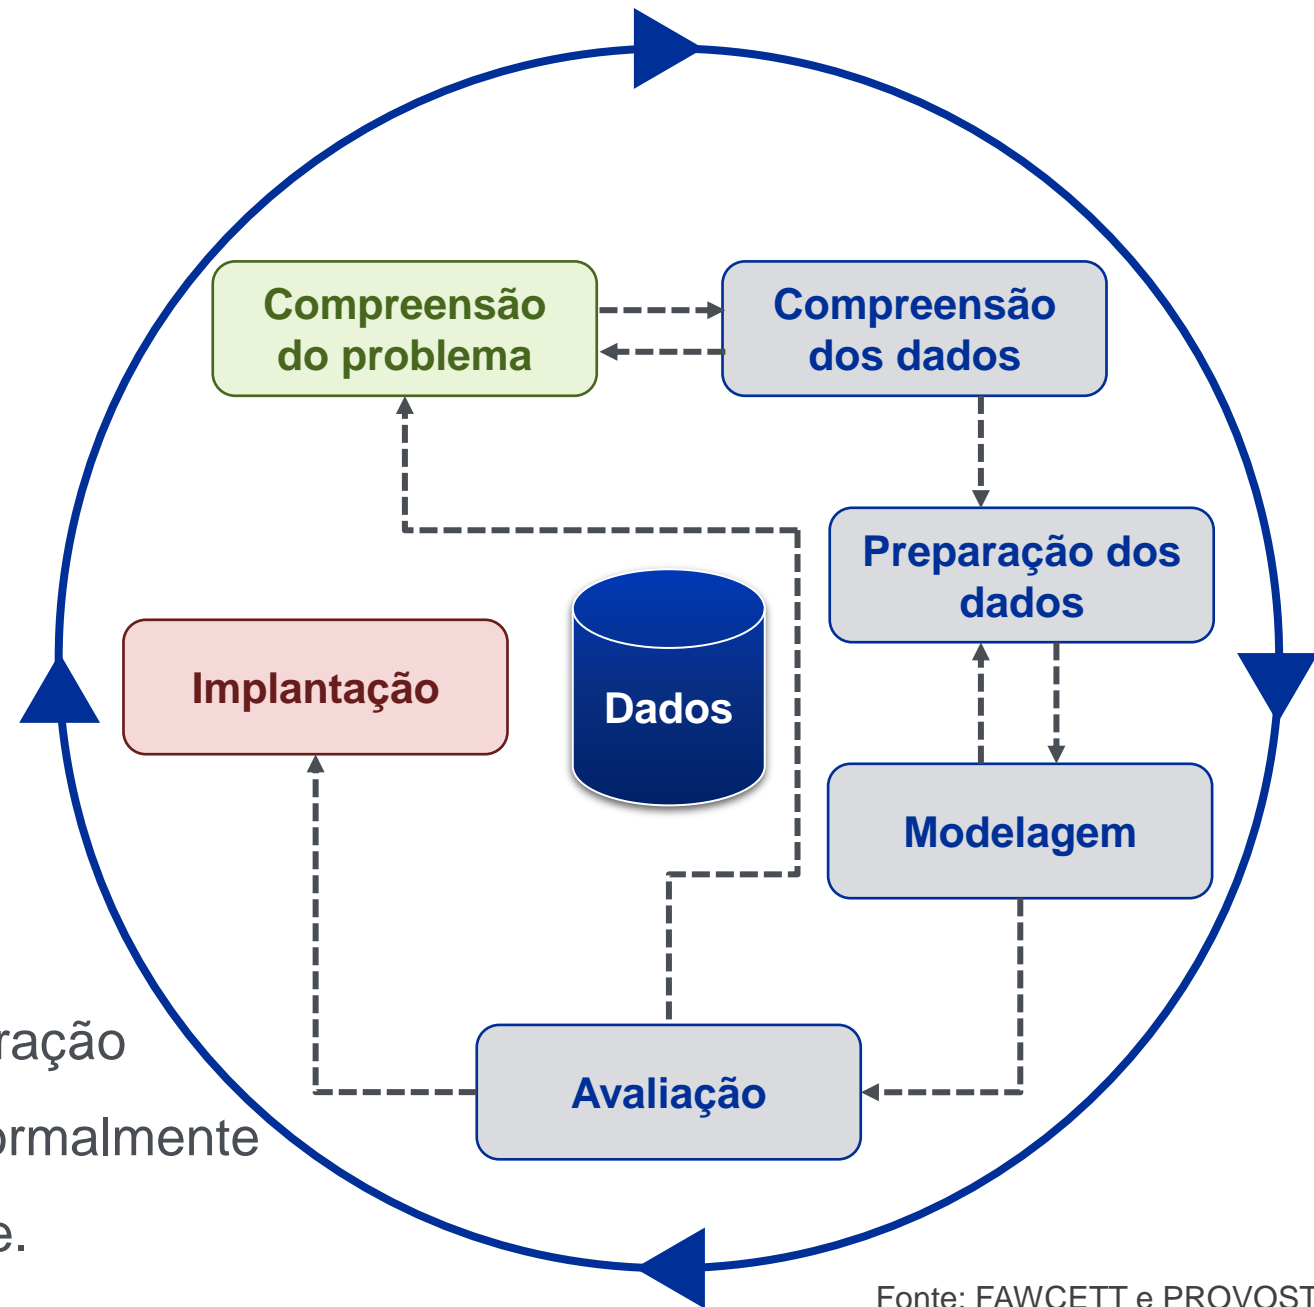 Compreensão
do problema
Compreensão
dos dados
Preparação dos
dados
Implantação
Dados
Modelagem
Avaliação
ração
ormalmente
e.
Fonte: FAWCETT e PROVOST